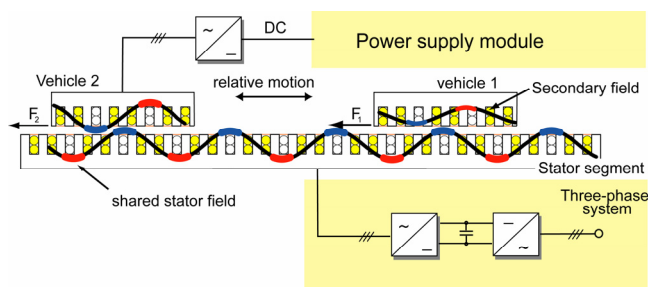 ~
–
DC
Power supply module
Vehicle 2
relative motion
vehicle 1
Secondary field
F2
F1
Stator segment
shared stator field
Three-phase
system
~
–
–
~